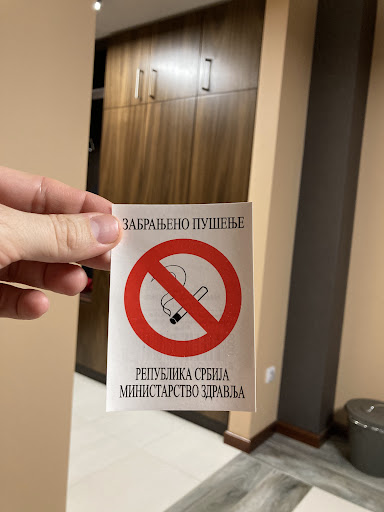 ЗАБРАЊЕНО ПУШЕЊЕ
РЕПУБЛИКА СРБИЈА
МИНИСТАРСТВО ЗДРАВЉА